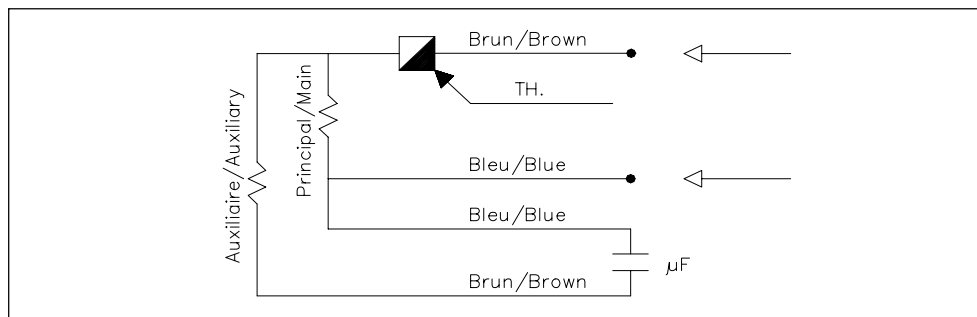 Brun/Brown
TH.
Principal/Main
Auxiliaire/Auxiliary
Bleu/Blue
Bleu/Blue
µF
Brun/Brown